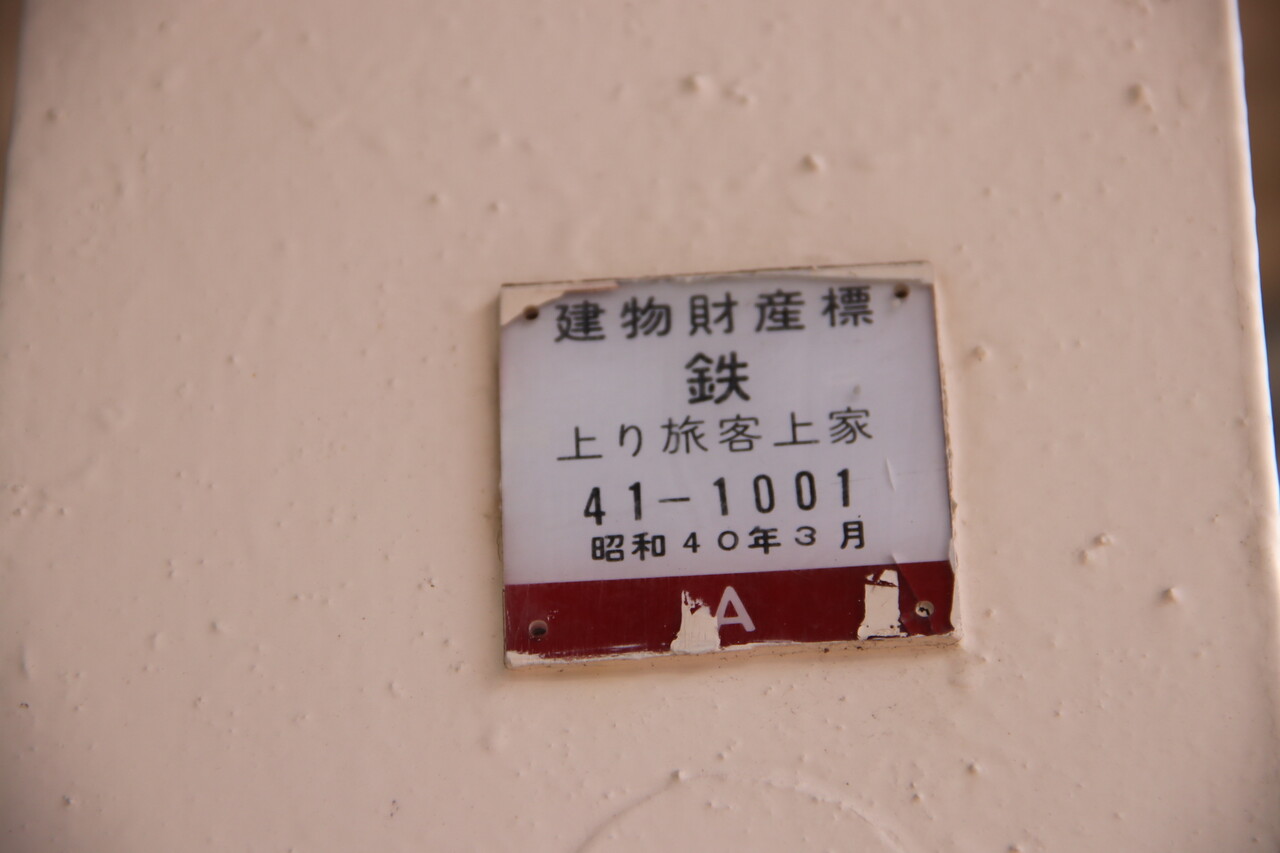 建物財産標
鉄
上り旅客上家
41-1001
昭和40年3月
A